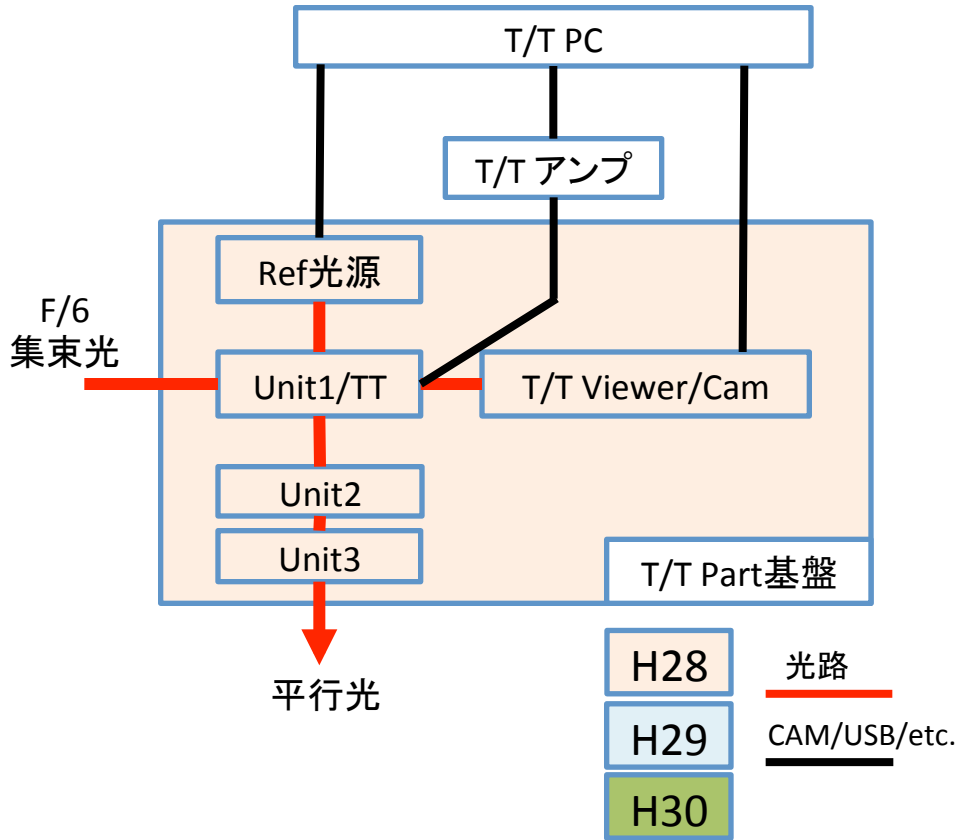 T/T PC
T/T アンプ
Ref光源
F/6
集束光
Unit1/TT
T/T Viewer/Cam
Unit2
Unit3
T/T Part基盤
平行光
H28
光路
H29
CAM/USB/etc.
H30